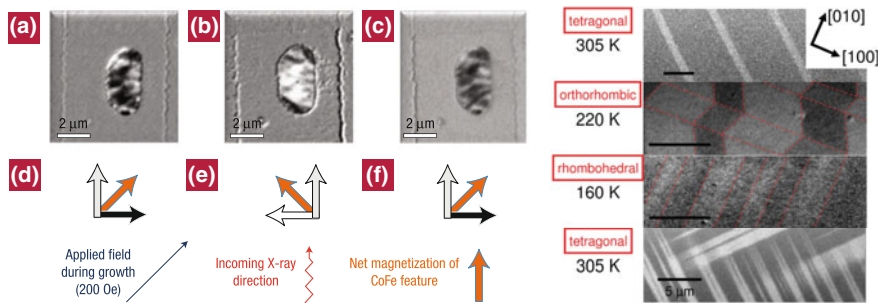 (a)
(b)
(c)
2 μm
2 μm
2 μm
(d)
(e)
(f)
Applied field
during growth
(200 Oe)
Incoming X-ray
direction
Net magnetization of
CoFe feature
tetragonal
305 K
[010]
[100]
orthorhombic
220 K
rhombohedral
160 K
tetragonal
305 K
5 μm